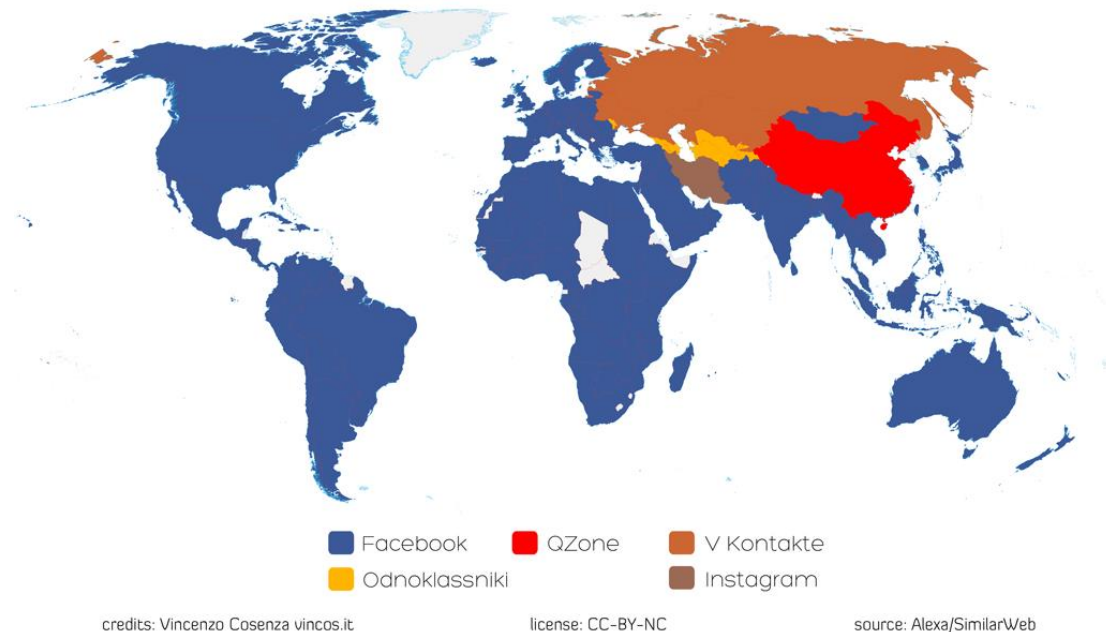 Facebook QZone V Kontakte
Odnoklassniki Instagram
credits: Vincenzo Cosenza vincos.it license: CC-BY-NC source: Alexa/SimilarWeb